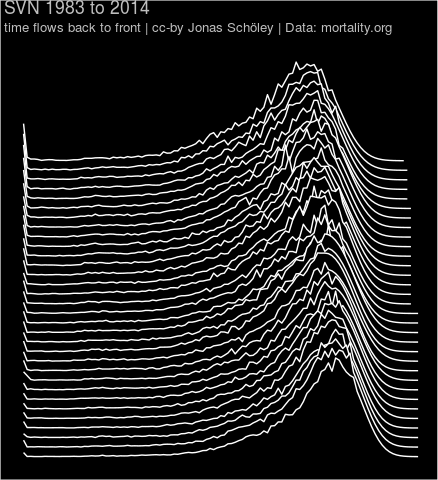 SVN 1983 to 2014
time flows back to front | cc-by Jonas Schöley | Data: mortality.org